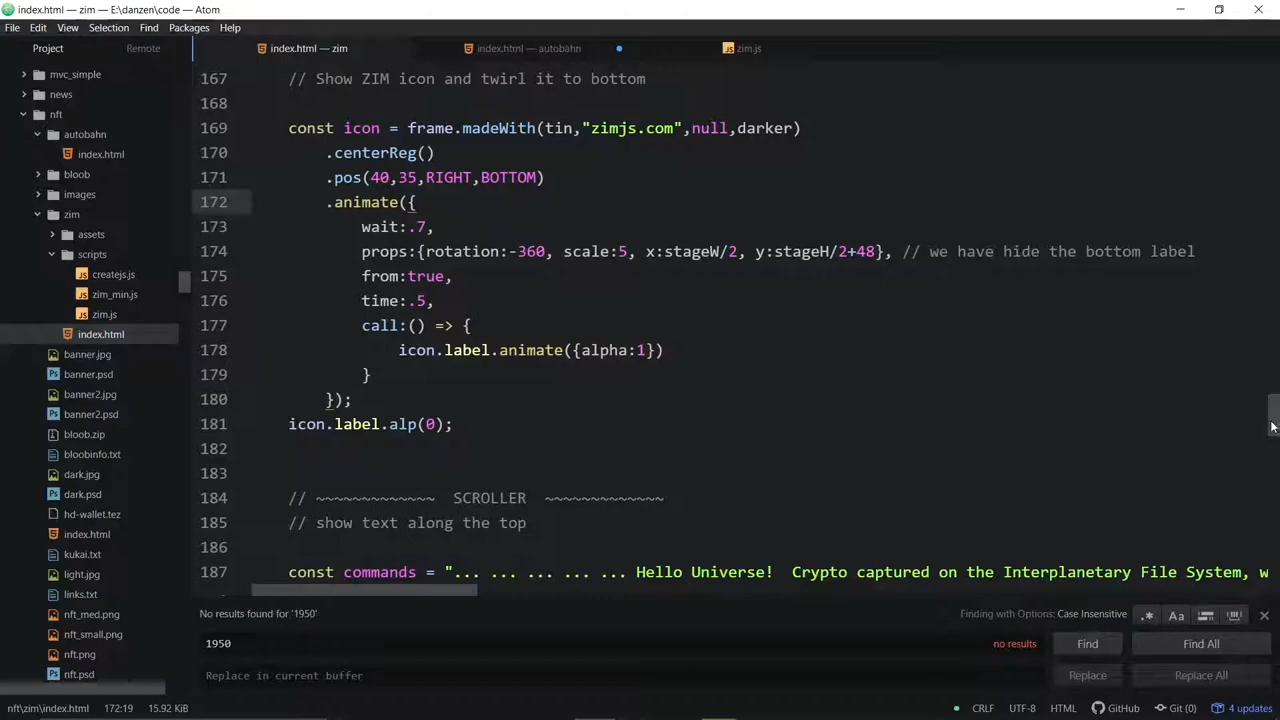 index.html — zim — E:\danzen\code — Atom
File Edit View Selection Find Packages Help
Project Remote
index.html — zim
index.html — autobahn
zim.js
mvc_simple
news
nft
autobahn
index.html
bloob
images
zim
assets
scripts
createjs.js
zim_min.js
zim.js
index.html
banner.jpg
banner.psd
banner2.jpg
banner2.psd
bloob.zip
bloobinfo.txt
dark.jpg
dark.psd
hd-wallet.tez
index.html
kukai.txt
light.jpg
links.txt
nft_med.png
nft_small.png
nft.png
nft.psd
167 // Show ZIM icon and twirl it to bottom
168
169 const icon = frame.madeWith(tin,"zimjs.com",null,darker)
170 .centerReg()
171 .pos(40,35,RIGHT,BOTTOM)
172 .animate({
173 wait:.7,
174 props:{rotation:-360, scale:5, x:stageW/2, y:stageH/2+48}, // we have hide the bottom label
175 from:true,
176 time:.5,
177 call:() => {
178 icon.label.animate({alpha:1})
179 }
180 });
181 icon.label.alp(0);
182
183
184 // ~~~~~~~~~~~~~ SCROLLER ~~~~~~~~~~~~~
185 // show text along the top
186
187 const commands = "... ... ... ... ... Hello Universe! Crypto captured on the Interplanetary File System, w
No results found for '1950'
Finding with Options: Case Insensitive
.* Aa
1950
no results
Find
Find All
Replace in current buffer
Replace
Replace All
nft\zim\index.html 172:19 15.92 KiB
CRLF UTF-8 HTML GitHub Git (0) 4 updates